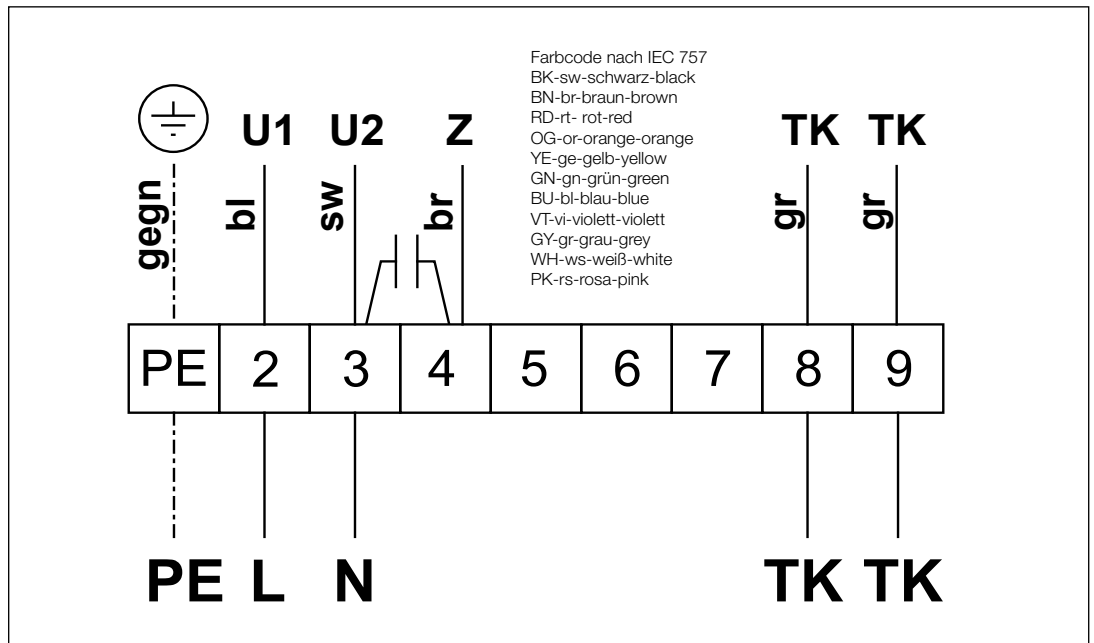 Farbcode nach IEC 757
BK-sw-schwarz-black
BN-br-braun-brown
RD-rt- rot-red
OG-or-orange-orange
YE-ge-gelb-yellow
GN-gn-grün-green
BU-bl-blau-blue
VT-vi-violett-violett
GY-gr-grau-grey
WH-ws-weiß-white
PK-rs-rosa-pink
U1 U2 Z TK TK
gegn bl sw br gr gr
PE 2 3 4 5 6 7 8 9
PE L N TK TK